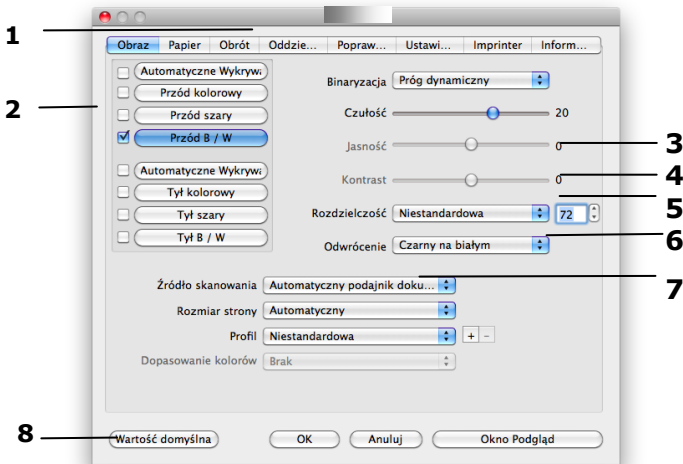 1
Obraz Papier Obrót Oddzie... Popraw... Ustawi... Imprinter Inform...
2
Automatyczne Wykrywa
Przód kolorowy
Przód szary
Przód B / W
Automatyczne Wykrywa
Tył kolorowy
Tył szary
Tył B / W
Binaryzacja Próg dynamiczny
Czułość 20
Jasność 0 3
Kontrast 0 4
5
Rozdzielczość Niestandardowa 72
6
Odwrócenie Czarny na białym
7
Źródło skanowania Automatyczny podajnik doku...
Rozmiar strony Automatyczny
Profil Niestandardowa + -
Dopasowanie kolorów Brak
8 Wartość domyślna OK Anuluj Okno Podgląd